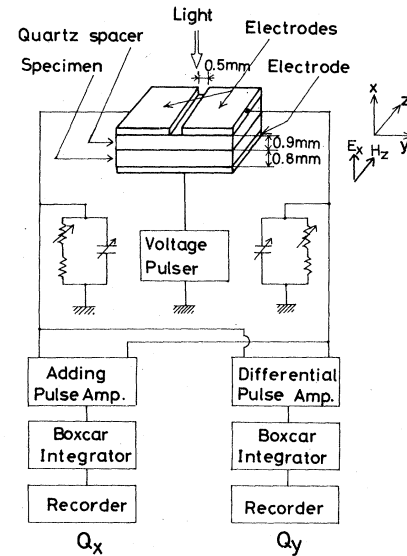 Light
Quartz spacer
Specimen
0.5mm
Electrodes
Electrode
0.9mm
0.8mm
x
z
y
Ex Hz
Voltage
Pulser
Adding
Pulse Amp.
Differential
Pulse Amp.
Boxcar
Integrator
Boxcar
Integrator
Recorder
Recorder
Qx
Qy